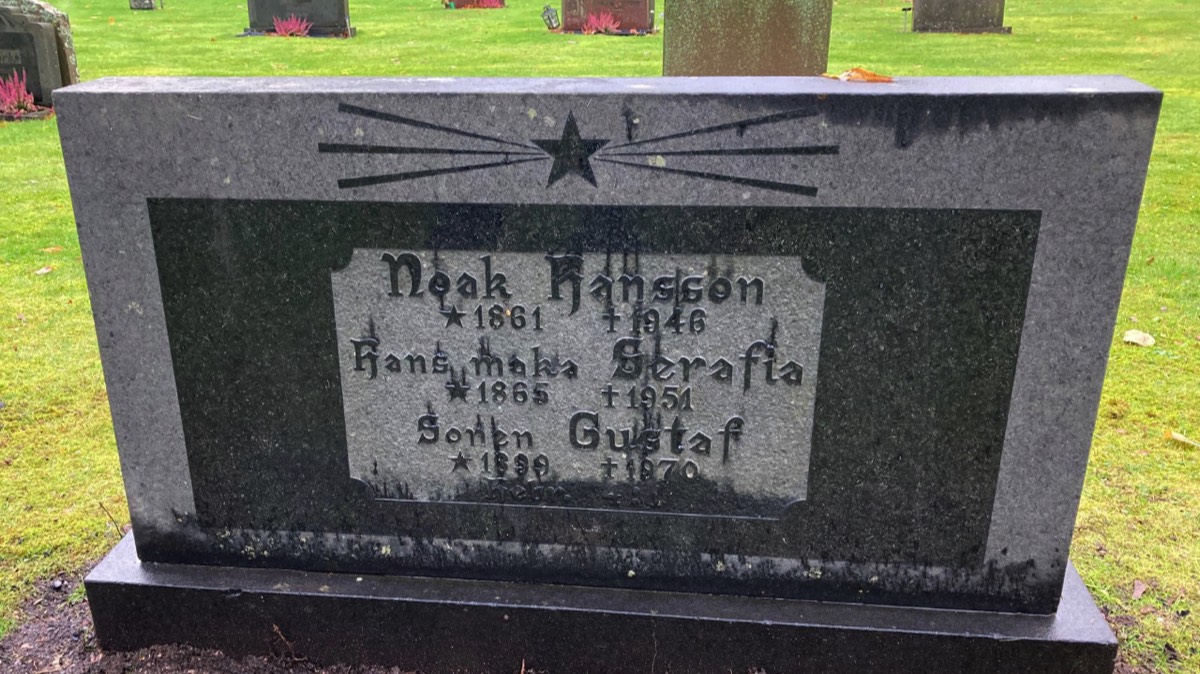 Noak Hansson
★1861 †1946
Hans maka Serafia
★1865 †1951
Sonen Gustaf
★1899 †1970